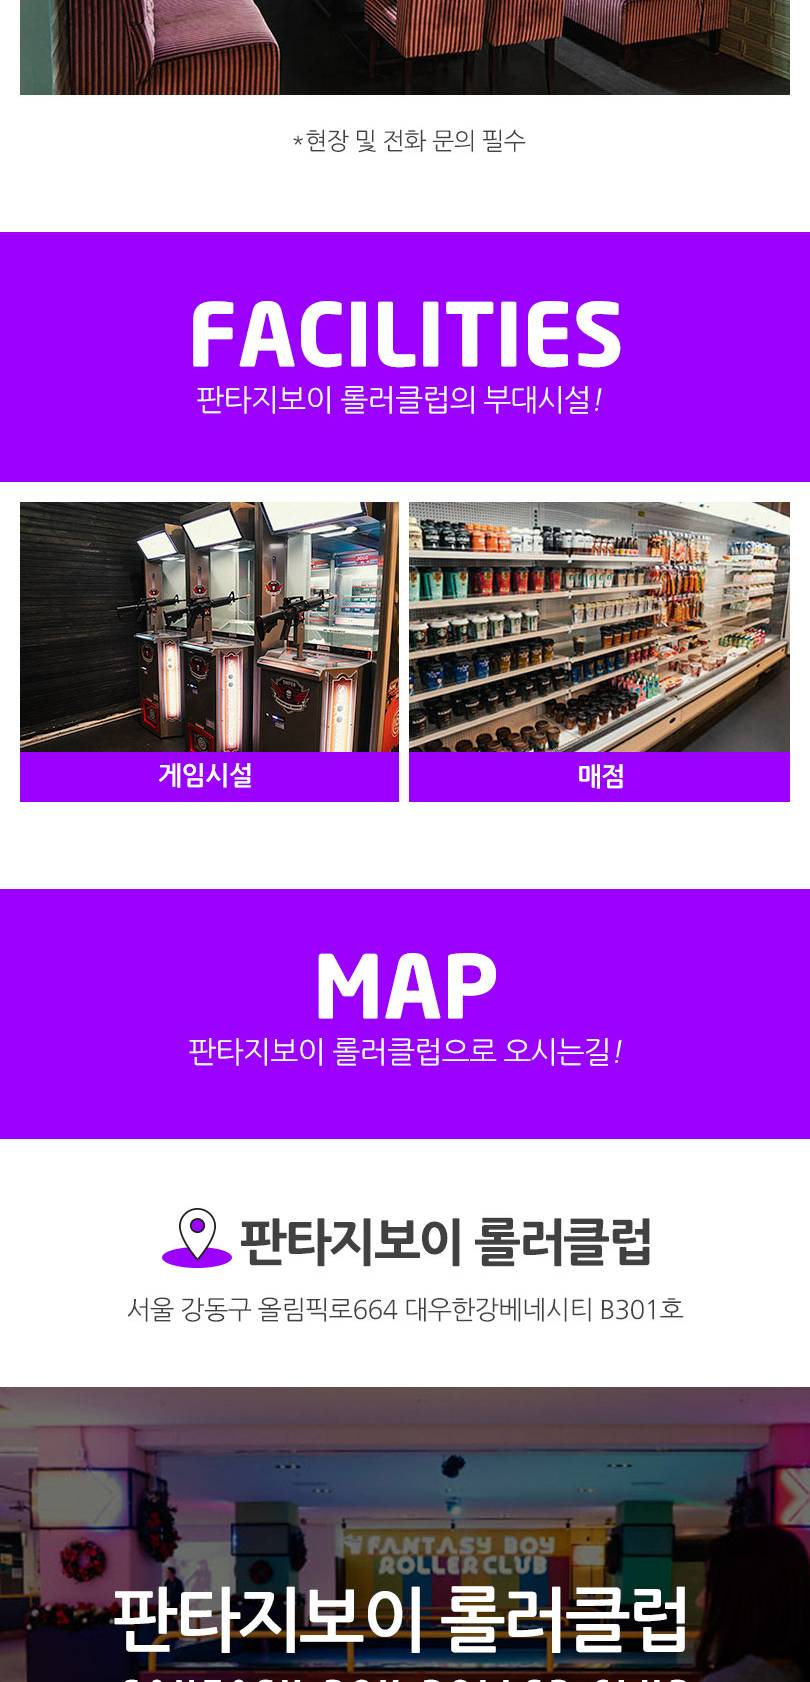 *현장 및 전화 문의 필수
FACILITIES
판타지보이 롤러클럽의 부대시설!
게임시설
매점
MAP
판타지보이 롤러클럽으로 오시는길!
판타지보이 롤러클럽
서울 강동구 올림픽로664 대우한강베네시티 B301호
FANTASY BOY
ROLLER CLUB
판타지보이 롤러클럽